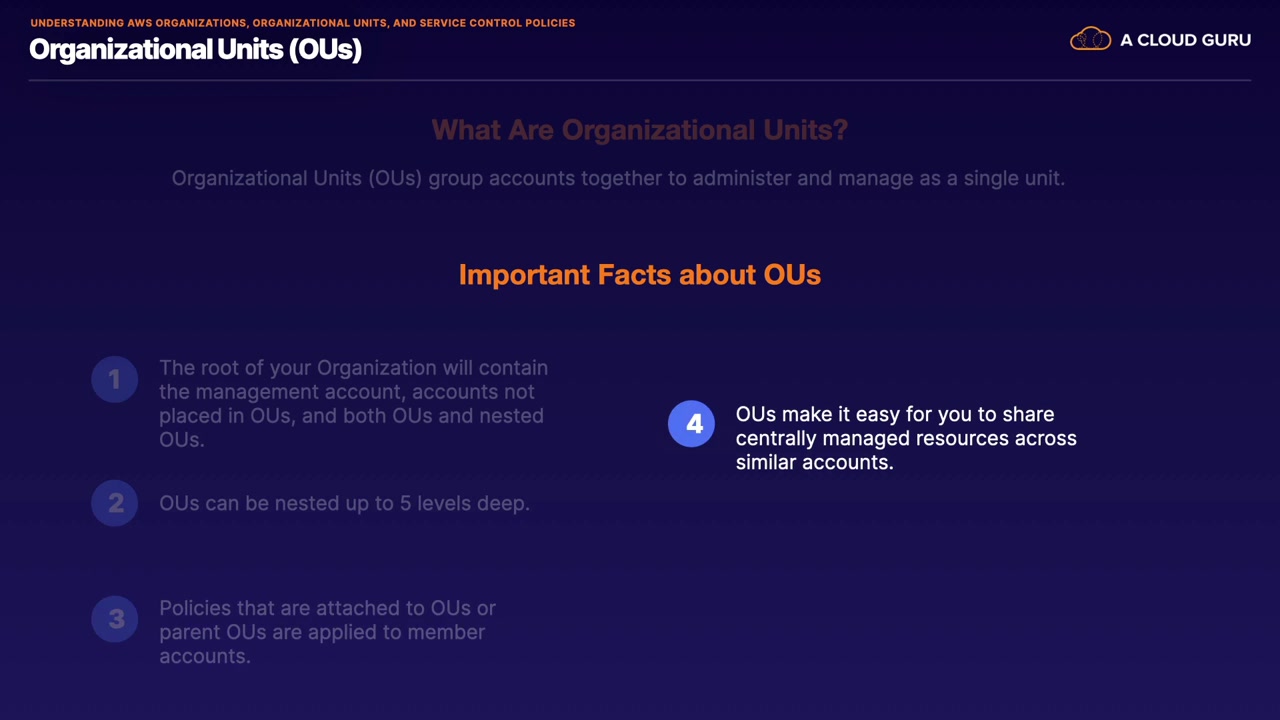 UNDERSTANDING AWS ORGANIZATIONS, ORGANIZATIONAL UNITS, AND SERVICE CONTROL POLICIES
Organizational Units (OUs)
A CLOUD GURU
What Are Organizational Units?
Organizational Units (OUs) group accounts together to administer and manage as a single unit.
Important Facts about OUs
1
The root of your Organization will contain
the management account, accounts not
placed in OUs, and both OUs and nested
OUs.
2
OUs can be nested up to 5 levels deep.
3
Policies that are attached to OUs or
parent OUs are applied to member
accounts.
4
OUs make it easy for you to share
centrally managed resources across
similar accounts.